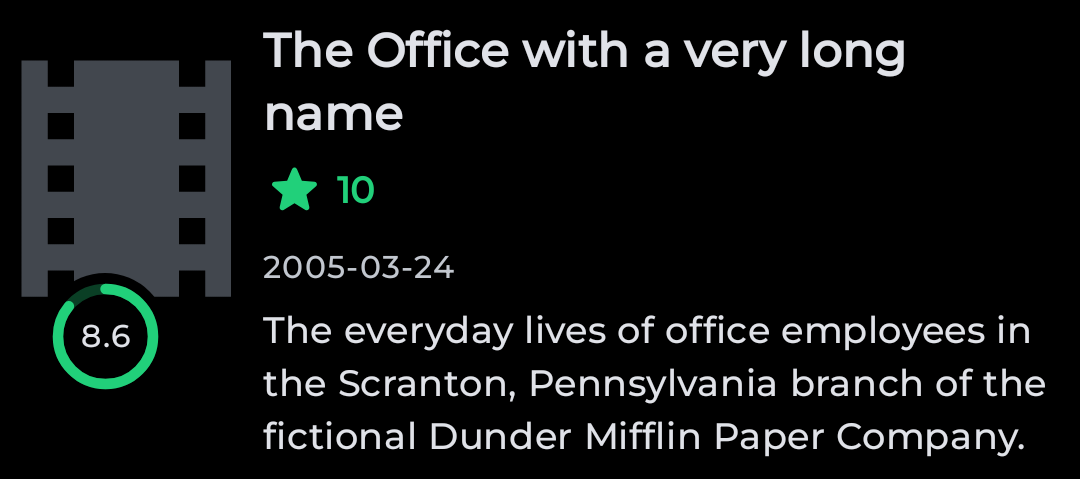 The Office with a very long
name
10
2005-03-24
8.6
The everyday lives of office employees in
the Scranton, Pennsylvania branch of the
fictional Dunder Mifflin Paper Company.